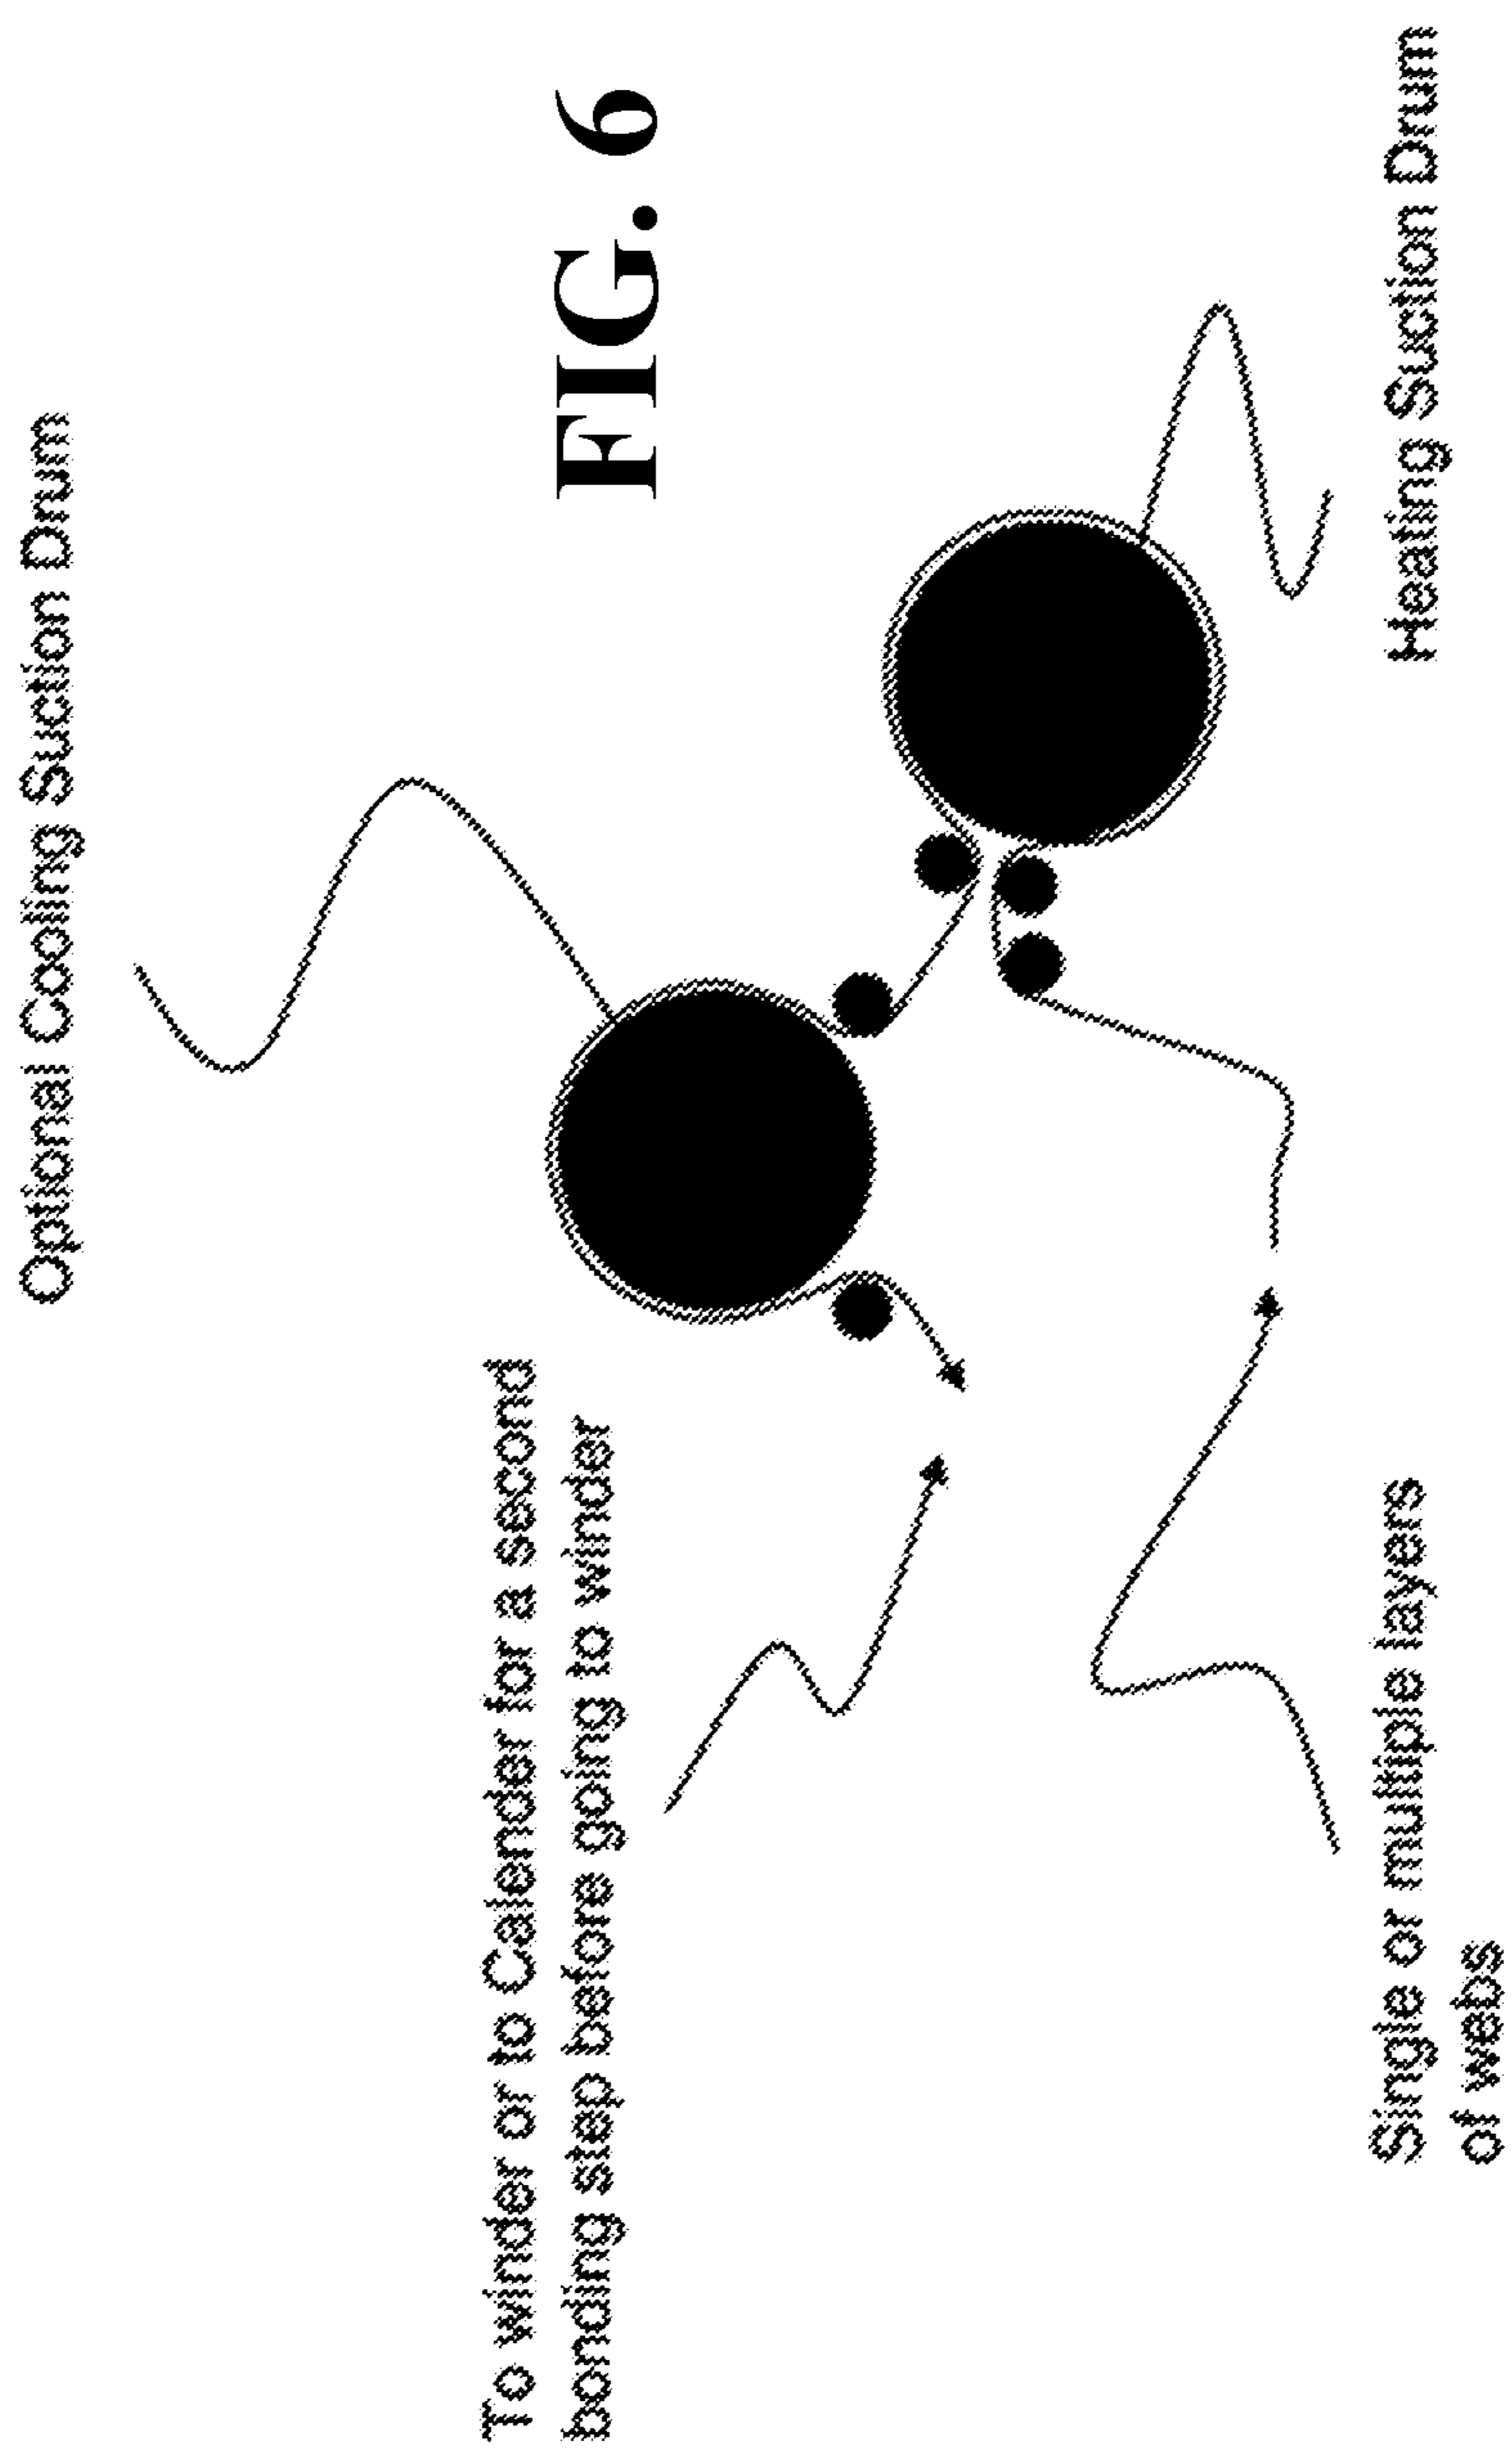 Optional Cooling Suction Drum
To winder or to Calender for a second
bonding step before going to winder
FIG. 6
Single or multiple layers
of webs
Heating Suction Drum